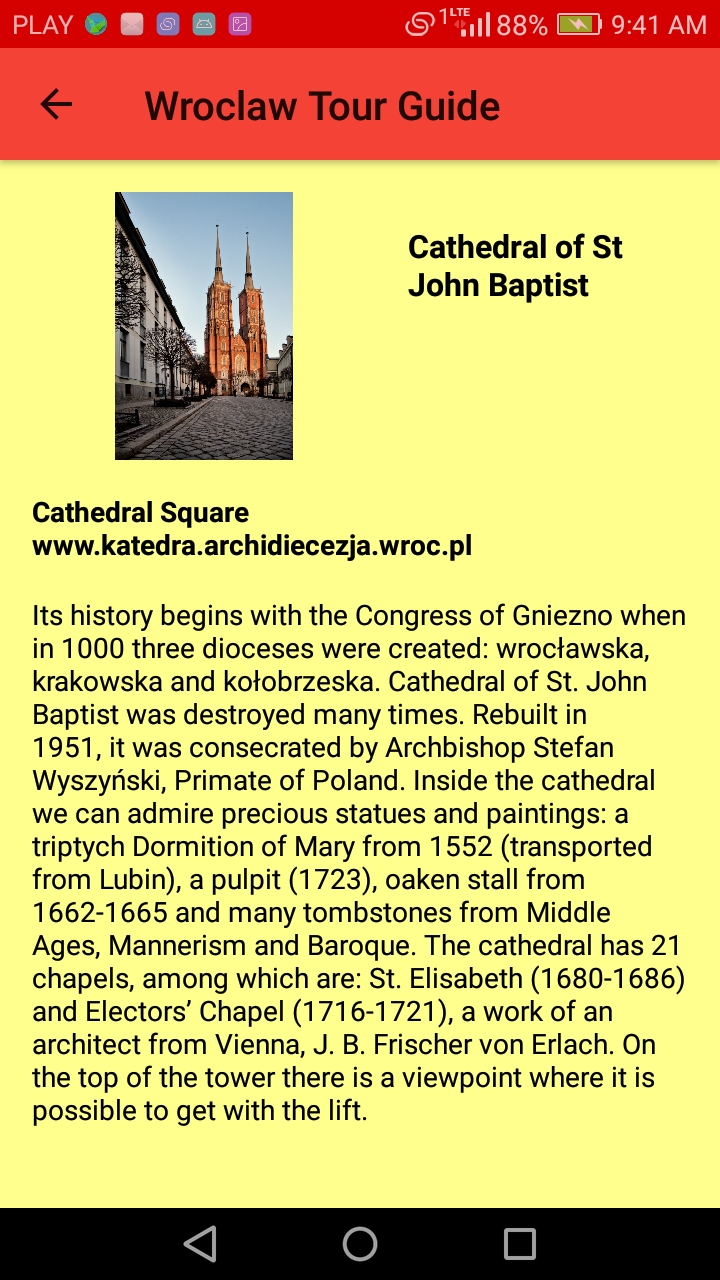 PLAY 1 LTE 88% 9:41 AM
Wroclaw Tour Guide
Cathedral of St
John Baptist
Cathedral Square
www.katedra.archidiecezja.wroc.pl
Its history begins with the Congress of Gniezno when
in 1000 three dioceses were created: wrocławska,
krakowska and kołobrzeska. Cathedral of St. John
Baptist was destroyed many times. Rebuilt in
1951, it was consecrated by Archbishop Stefan
Wyszyński, Primate of Poland. Inside the cathedral
we can admire precious statues and paintings: a
triptych Dormition of Mary from 1552 (transported
from Lubin), a pulpit (1723), oaken stall from
1662-1665 and many tombstones from Middle
Ages, Mannerism and Baroque. The cathedral has 21
chapels, among which are: St. Elisabeth (1680-1686)
and Electors’ Chapel (1716-1721), a work of an
architect from Vienna, J. B. Frischer von Erlach. On
the top of the tower there is a viewpoint where it is
possible to get with the lift.